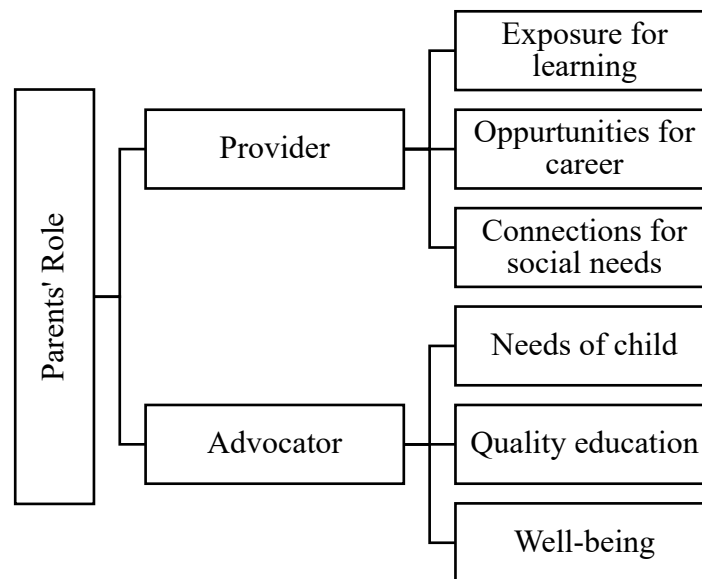 Parents' Role
Provider
Exposure for
learning
Oppurtunities for
career
Connections for
social needs
Advocator
Needs of child
Quality education
Well-being